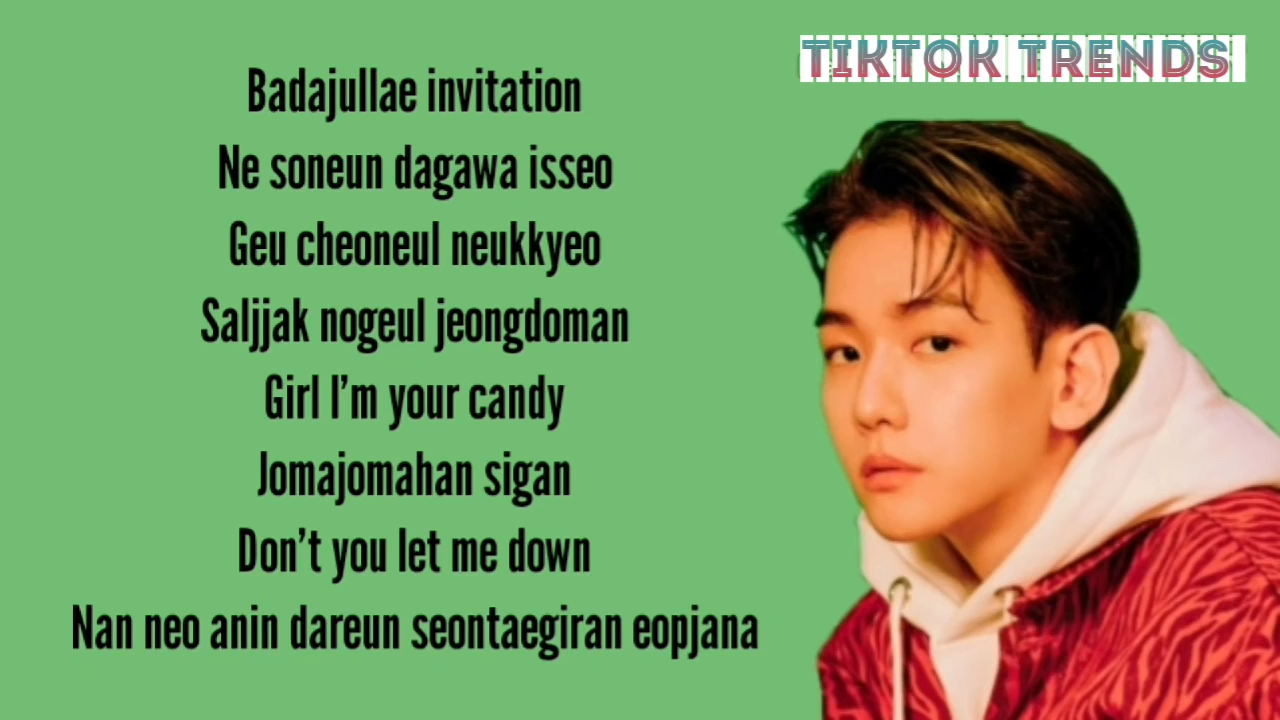 TIKTOK TRENDS
Badajullae invitation
Ne soneun dagawa isseo
Geu cheoneul neukkyeo
Saljjak nogeul jeongdoman
Girl I'm your candy
Jomajomahan sigan
Don't you let me down
Nan neo anin dareun seontaegiran eopjana